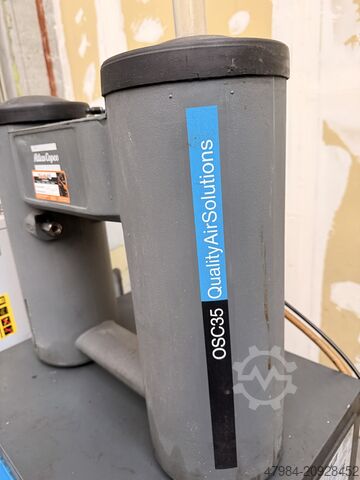 Atlas Copco
OSC35 QualityAirSolutions
47984-20928452